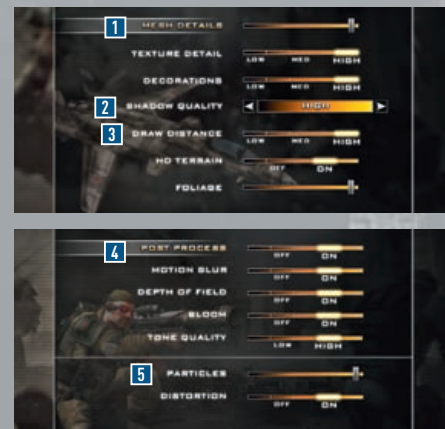 1 MESH DETAILS
TEXTURE DETAIL
LOW MED HIGH
DECORATIONS
LOW MED HIGH
2 SHADOW QUALITY HIGH
3 DRAW DISTANCE
LOW MED HIGH
HD TERRAIN
OFF ON
FOLIAGE
4 POST PROCESS
OFF ON
MOTION BLUR
OFF ON
DEPTH OF FIELD
OFF ON
BLOOM
OFF ON
TONE QUALITY
LOW HIGH
5 PARTICLES
DISTORTION
OFF ON